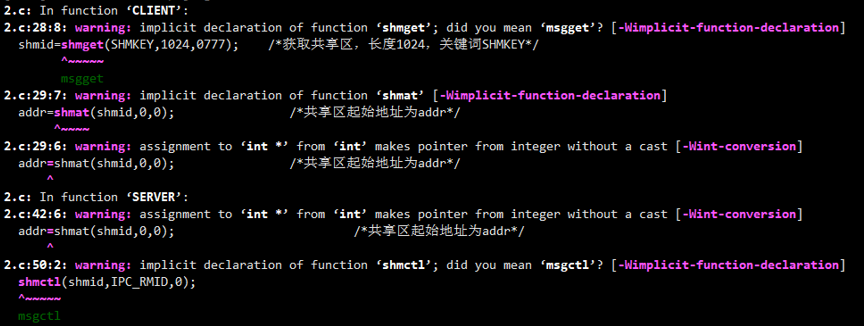 2.c: In function ‘CLIENT’:
2.c:28:8: warning: implicit declaration of function ‘shmget’; did you mean ‘msgget’? [-Wimplicit-function-declaration]
shmid=shmget(SHMKEY,1024,0777);    /*获取共享区，长度1024，关键词SHMKEY*/
^~~~~~
msgget
2.c:29:7: warning: implicit declaration of function ‘shmat’ [-Wimplicit-function-declaration]
addr=shmat(shmid,0,0);                /*共享区起始地址为addr*/
^~~~~
2.c:29:6: warning: assignment to ‘int *’ from ‘int’ makes pointer from integer without a cast [-Wint-conversion]
addr=shmat(shmid,0,0);                /*共享区起始地址为addr*/
^
2.c: In function ‘SERVER’:
2.c:42:6: warning: assignment to ‘int *’ from ‘int’ makes pointer from integer without a cast [-Wint-conversion]
addr=shmat(shmid,0,0);                         /*共享区起始地址为addr*/
^
2.c:50:2: warning: implicit declaration of function ‘shmctl’; did you mean ‘msgctl’? [-Wimplicit-function-declaration]
shmctl(shmid,IPC_RMID,0);
^~~~~~
msgctl